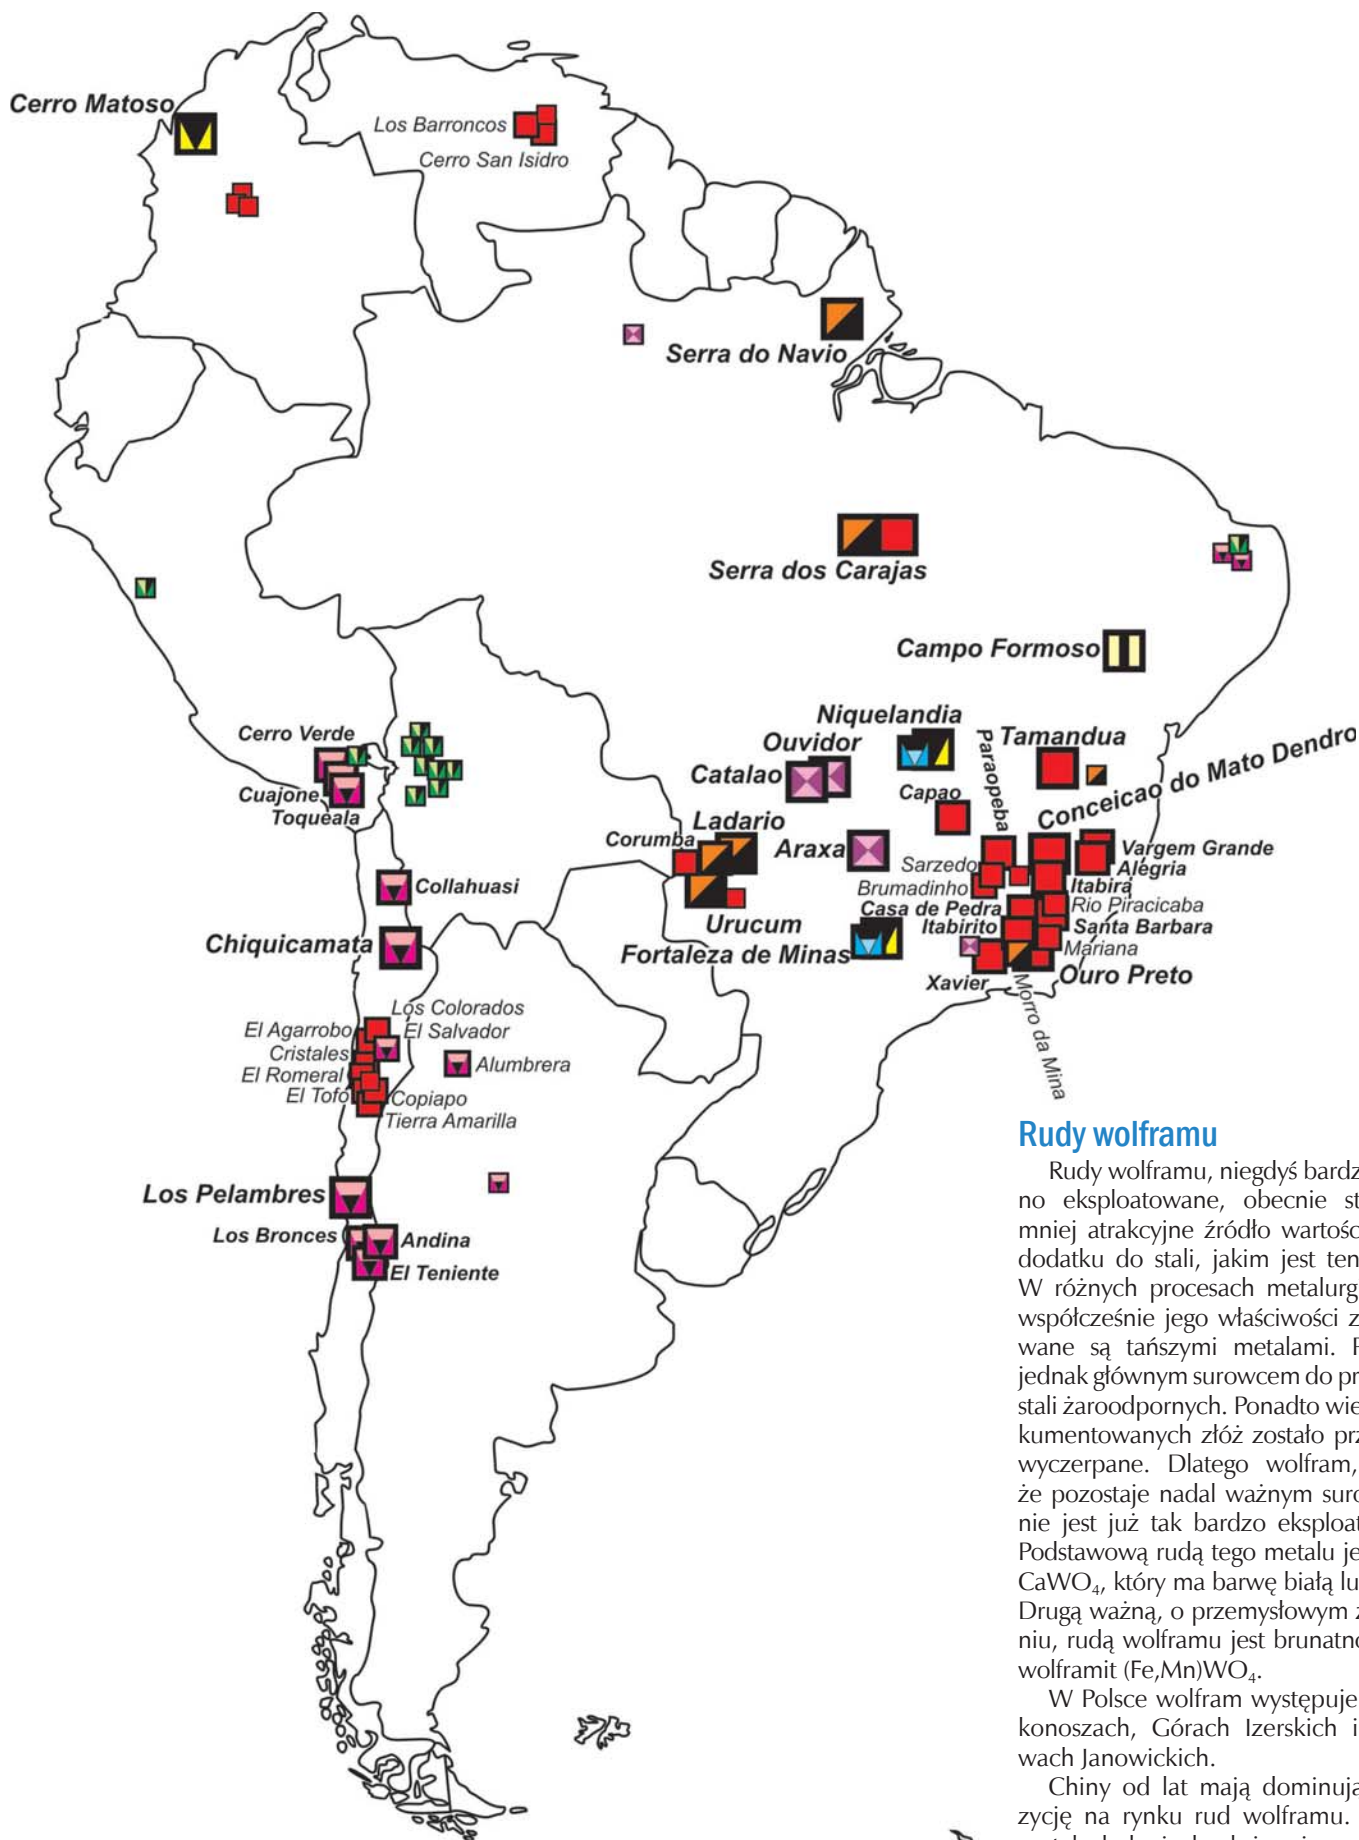 Cerro Matoso
Los Barroncos
Cerro San Isidro
Serra do Navio
Serra dos Carajas
Campo Formoso
Niquelandia
Ouvidor
Catalao
Paraopeba
Tamandua
Conceicao do Mato Dendro
Cerro Verde
Cuajone
Toqueala
Capao
Ladario
Corumba
Araxa
Vargem Grande
Alegria
Sarzedo
Brumadinho
Itabira
Collahuasi
Casa de Pedra
Rio Piracicaba
Urucum
Itabirito
Santa Barbara
Chiquicamata
Fortaleza de Minas
Mariana
Xavier
Ouro Preto
Morro da Mina
Los Colorados
El Agarrobo
El Salvador
Cristales
Alumbrera
El Romeral
El Tofo
Copiapo
Tierra Amarilla
Los Pelambres
Los Bronces
Andina
El Teniente
Rudy wolframu
Rudy wolframu, niegdyś bardz
no eksploatowane, obecnie st
mniej atrakcyjne źródło wartośc
dodatku do stali, jakim jest ten
W różnych procesach metalurg
współcześnie jego właściwości z
wane są tańszymi metalami.
jednak głównym surowcem do pr
stali żaroodpornych. Ponadto wie
kumentowanych złóż zostało prz
wyczerpane. Dlatego wolfram,
że pozostaje nadal ważnym suro
nie jest już tak bardzo eksploat
Podstawową rudą tego metalu je
CaWO₄, który ma barwę białą lu
Drugą ważną, o przemysłowym z
niu, rudą wolframu jest brunatno
wolframit (Fe,Mn)WO₄.
W Polsce wolfram występuje
konoszach, Górach Izerskich i
wach Janowickich.
Chiny od lat mają dominują
zycję na rynku rud wolframu.